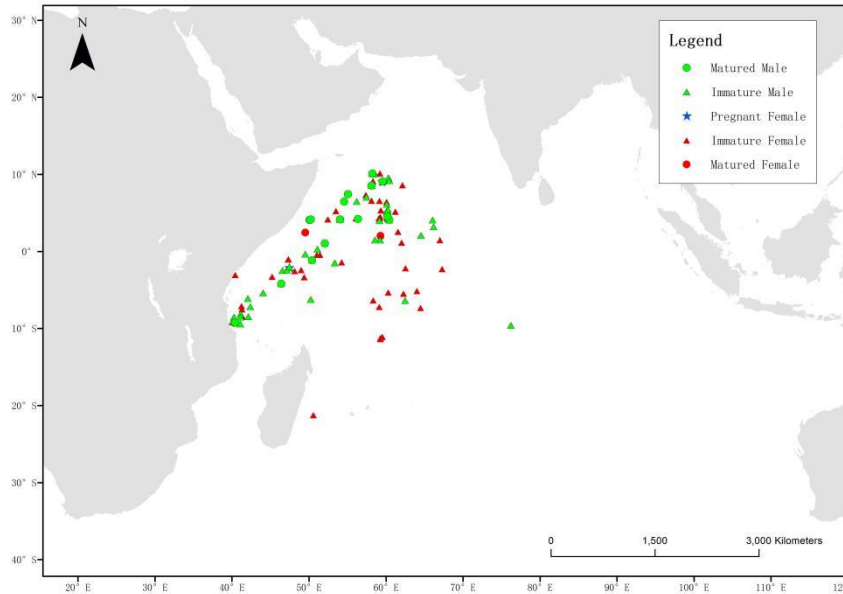 30° N
N
Legend
Matured Male
Immature Male
Pregnant Female
Immature Female
Matured Female
20° N
10° N
0°
10° S
20° S
30° S
40° S
0 1,500 3,000 Kilometers
20° E 30° E 40° E 50° E 60° E 70° E 80° E 90° E 100° E 110° E